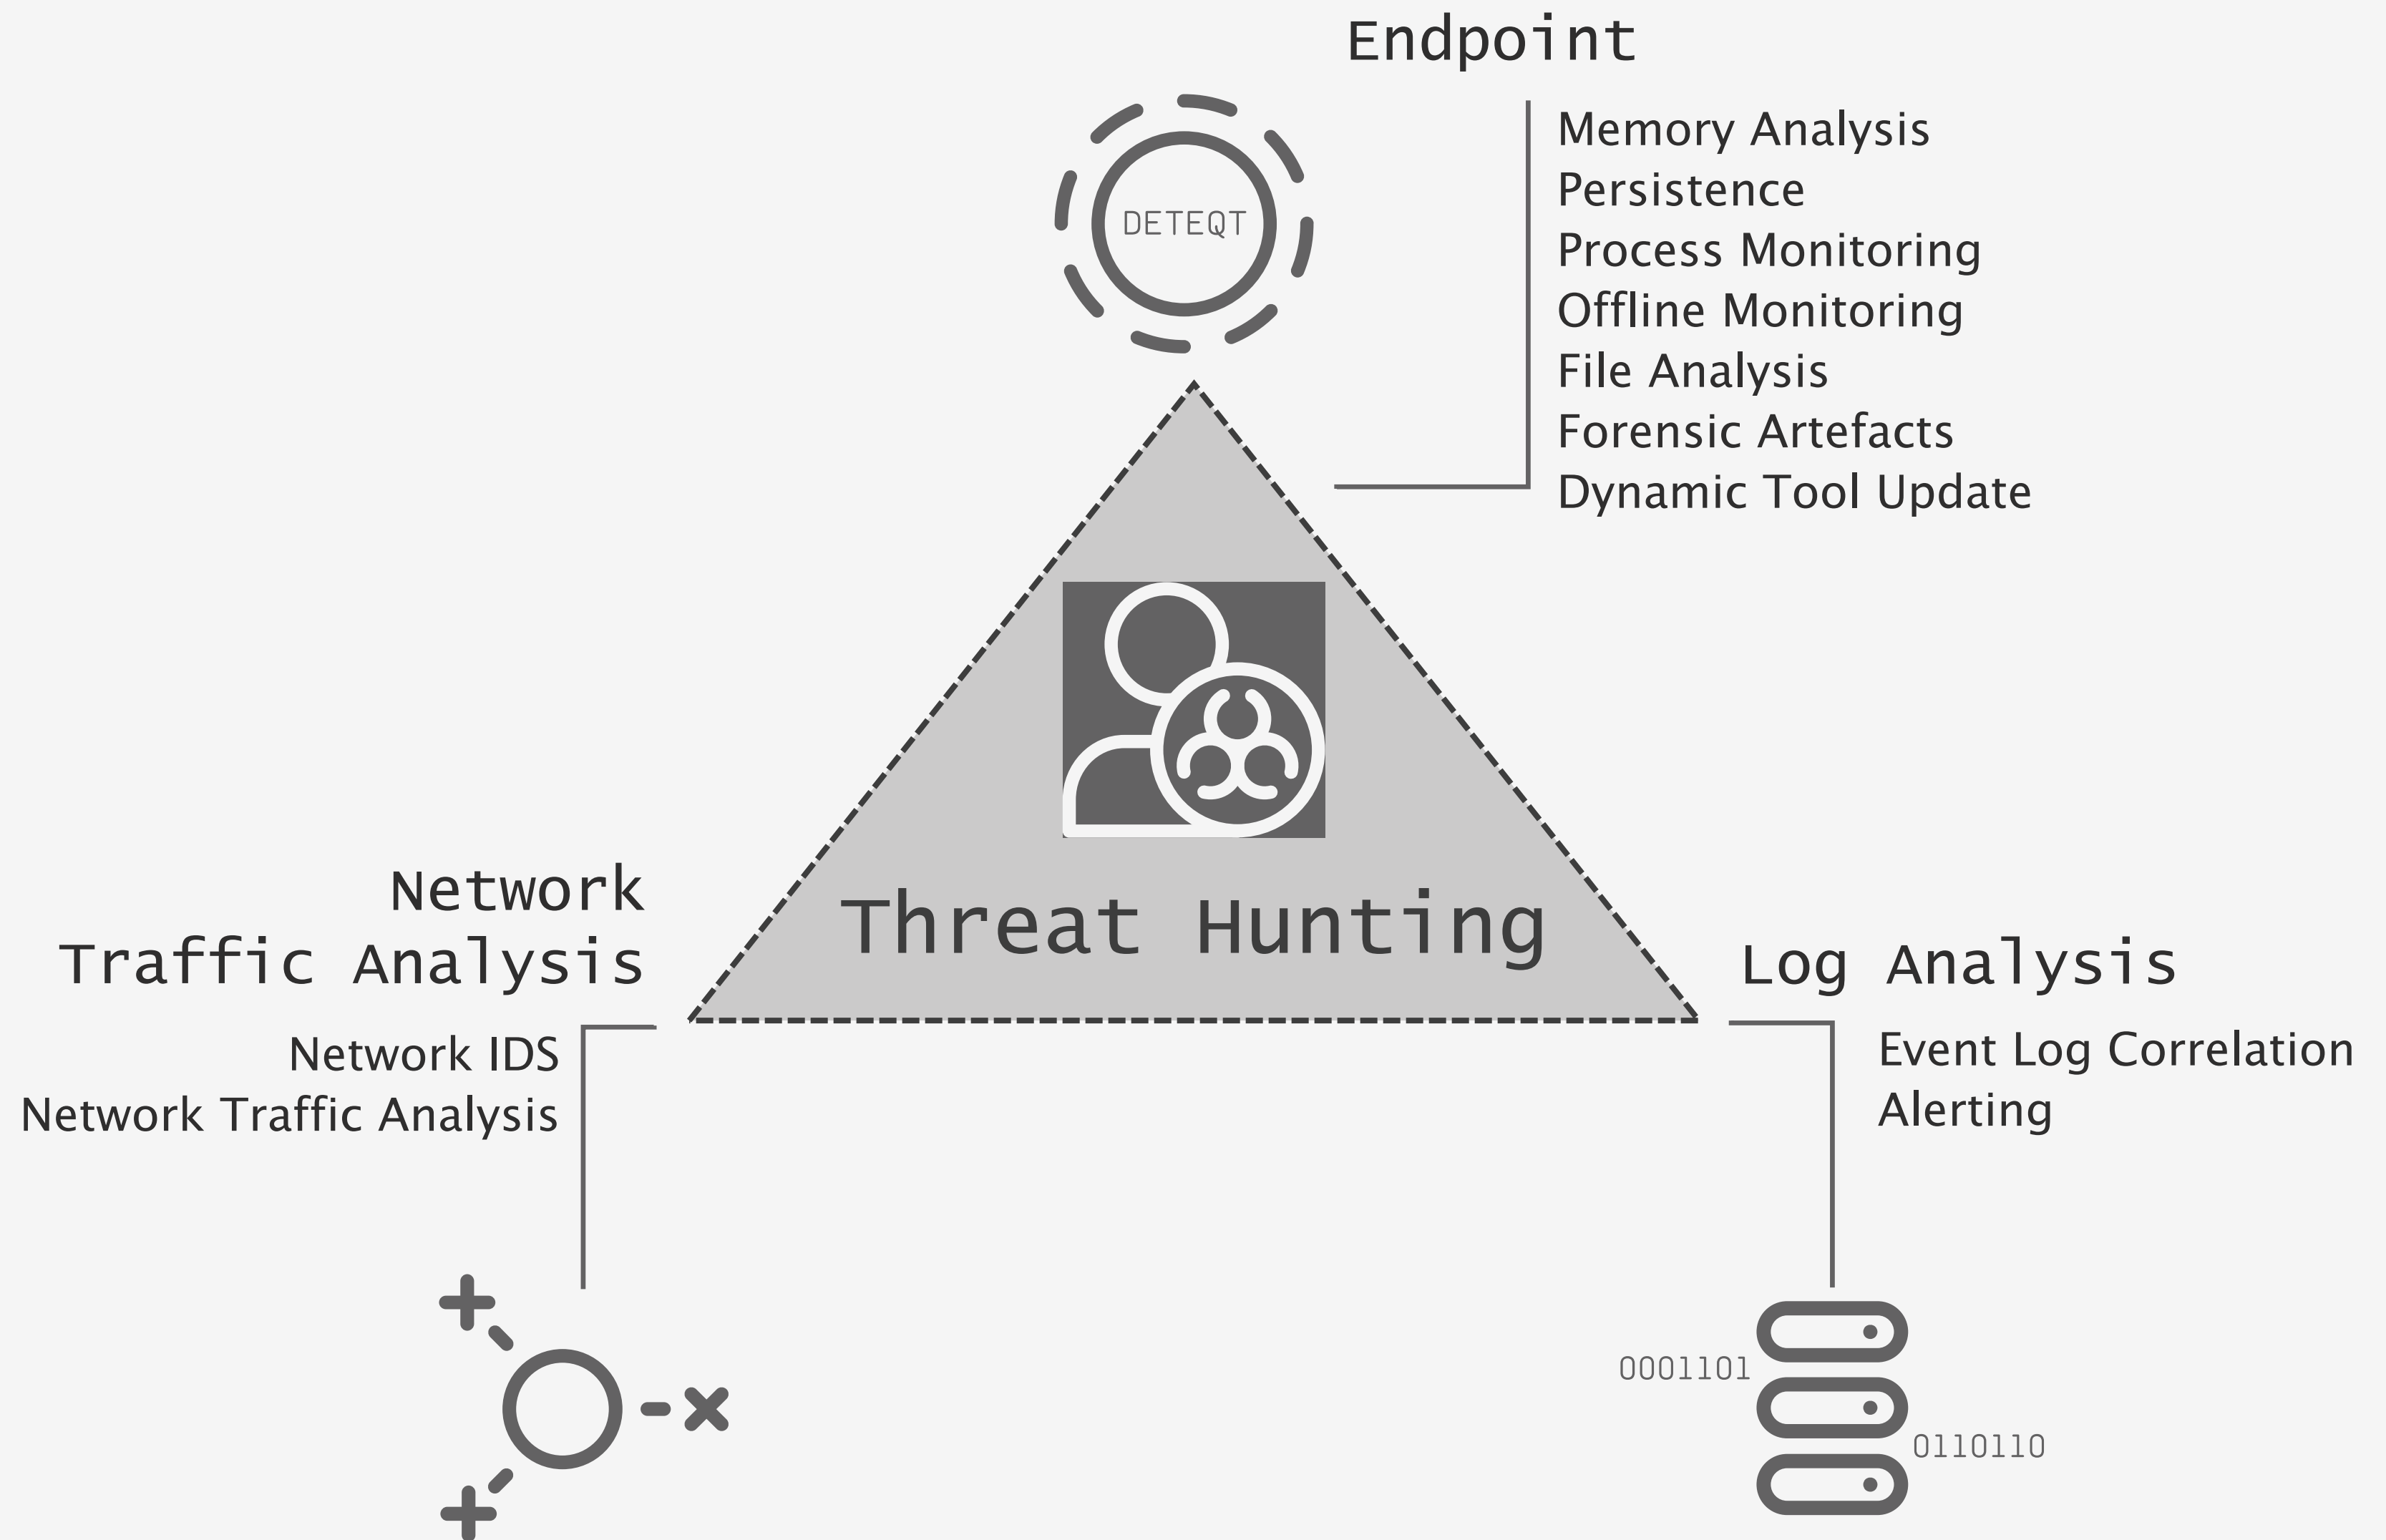 Endpoint
DETEQT
Memory Analysis
Persistence
Process Monitoring
Offline Monitoring
File Analysis
Forensic Artefacts
Dynamic Tool Update
Threat Hunting
Network
Traffic Analysis
Network IDS
Network Traffic Analysis
Log Analysis
Event Log Correlation
Alerting
0001101
0110110